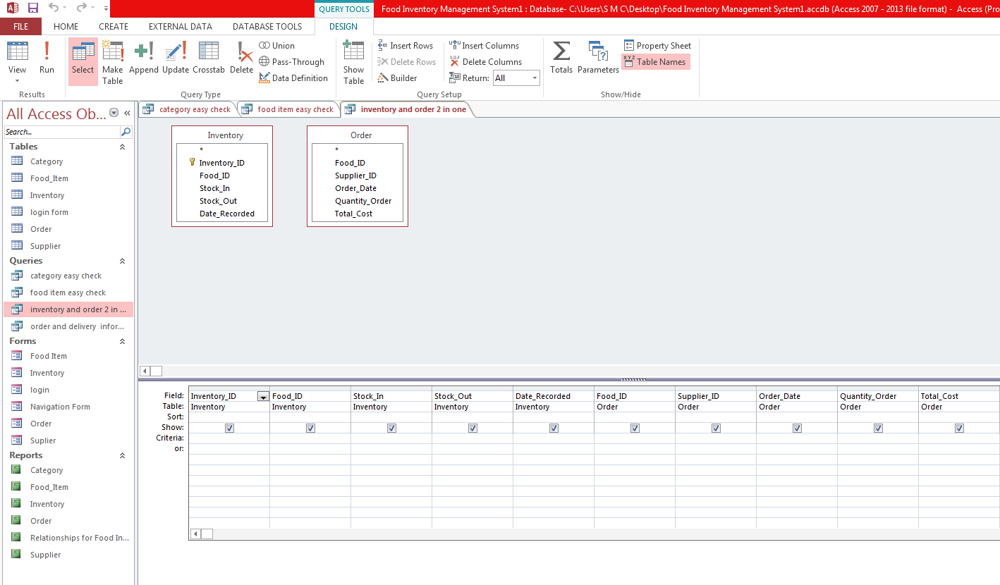 QUERY TOOLS Food Inventory Management System1 : Database- C:\Users\S M C\Desktop\Food Inventory Management System1.accdb (Access 2007 - 2013 file format) - Access (Pro
FILE HOME CREATE EXTERNAL DATA DATABASE TOOLS DESIGN
View Run Select Make Table Append Update Crosstab Delete
Union
Pass-Through
Data Definition
Show Table
Insert Rows
Delete Rows
Builder
Insert Columns
Delete Columns
Return: All
Totals Parameters
Property Sheet
XYZ Table Names
Results Query Type Query Setup Show/Hide
All Access Ob...
Search...
Tables
Category
Food_Item
Inventory
login form
Order
Supplier
Queries
category easy check
food item easy check
inventory and order 2 in ...
order and delivery infor...
Forms
Food Item
Inventory
login
Navigation Form
Order
Suplier
Reports
Category
Food_Item
Inventory
Order
Relationships for Food In...
Supplier
category easy check food item easy check inventory and order 2 in one
Inventory
*
Inventory_ID
Food_ID
Stock_In
Stock_Out
Date_Recorded
Order
*
Food_ID
Supplier_ID
Order_Date
Quantity_Order
Total_Cost
Field: Inventory_ID Food_ID Stock_In Stock_Out Date_Recorded Food_ID Supplier_ID Order_Date Quantity_Order Total_Cost
Table: Inventory Inventory Inventory Inventory Inventory Order Order Order Order Order
Sort:
Show:
Criteria:
or: